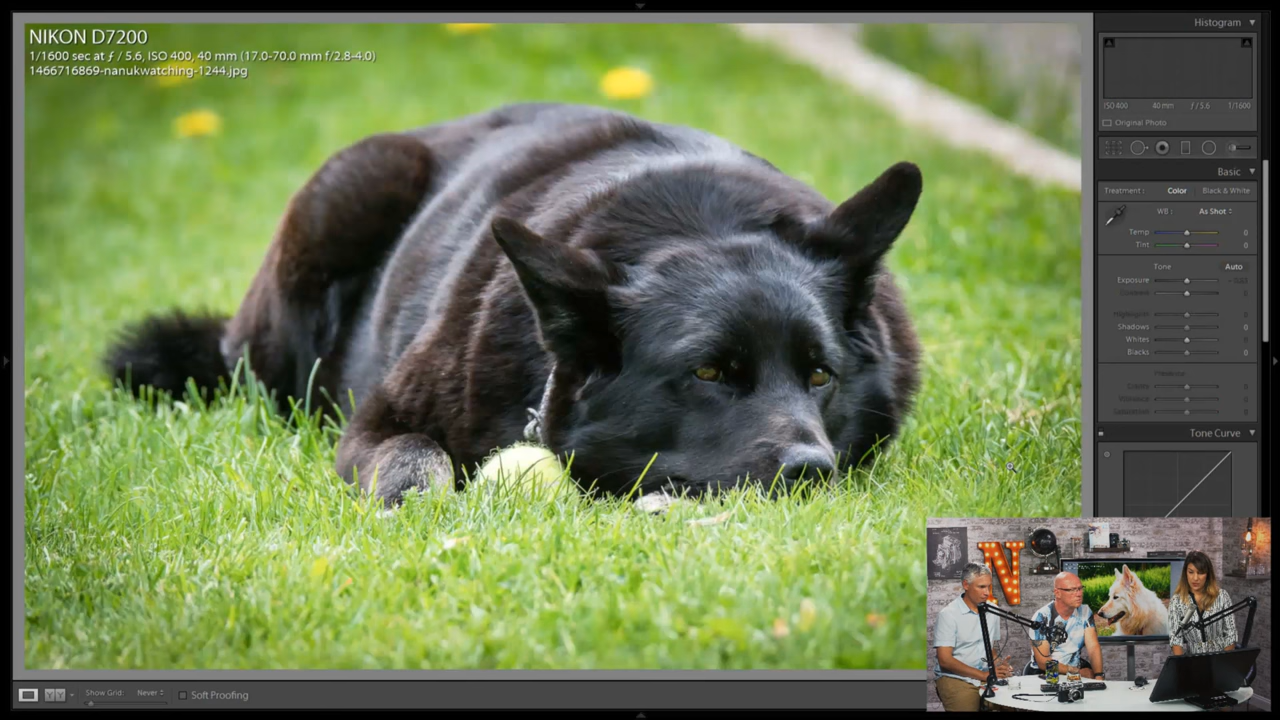 NIKON D7200
1/1600 sec at ƒ / 5.6, ISO 400, 40 mm (17.0-70.0 mm f/2.8-4.0)
1466716869-nanukwatching-1244.jpg
Histogram
ISO 400 40 mm ƒ / 5.6 1/1600
Original Photo
Basic
Treatment : Color Black & White
WB : As Shot
Temp 0
Tint 0
Tone Auto
Exposure
Shadows 0
Whites
Blacks 0
Presence
Tone Curve
N
Show Grid: Never
Soft Proofing